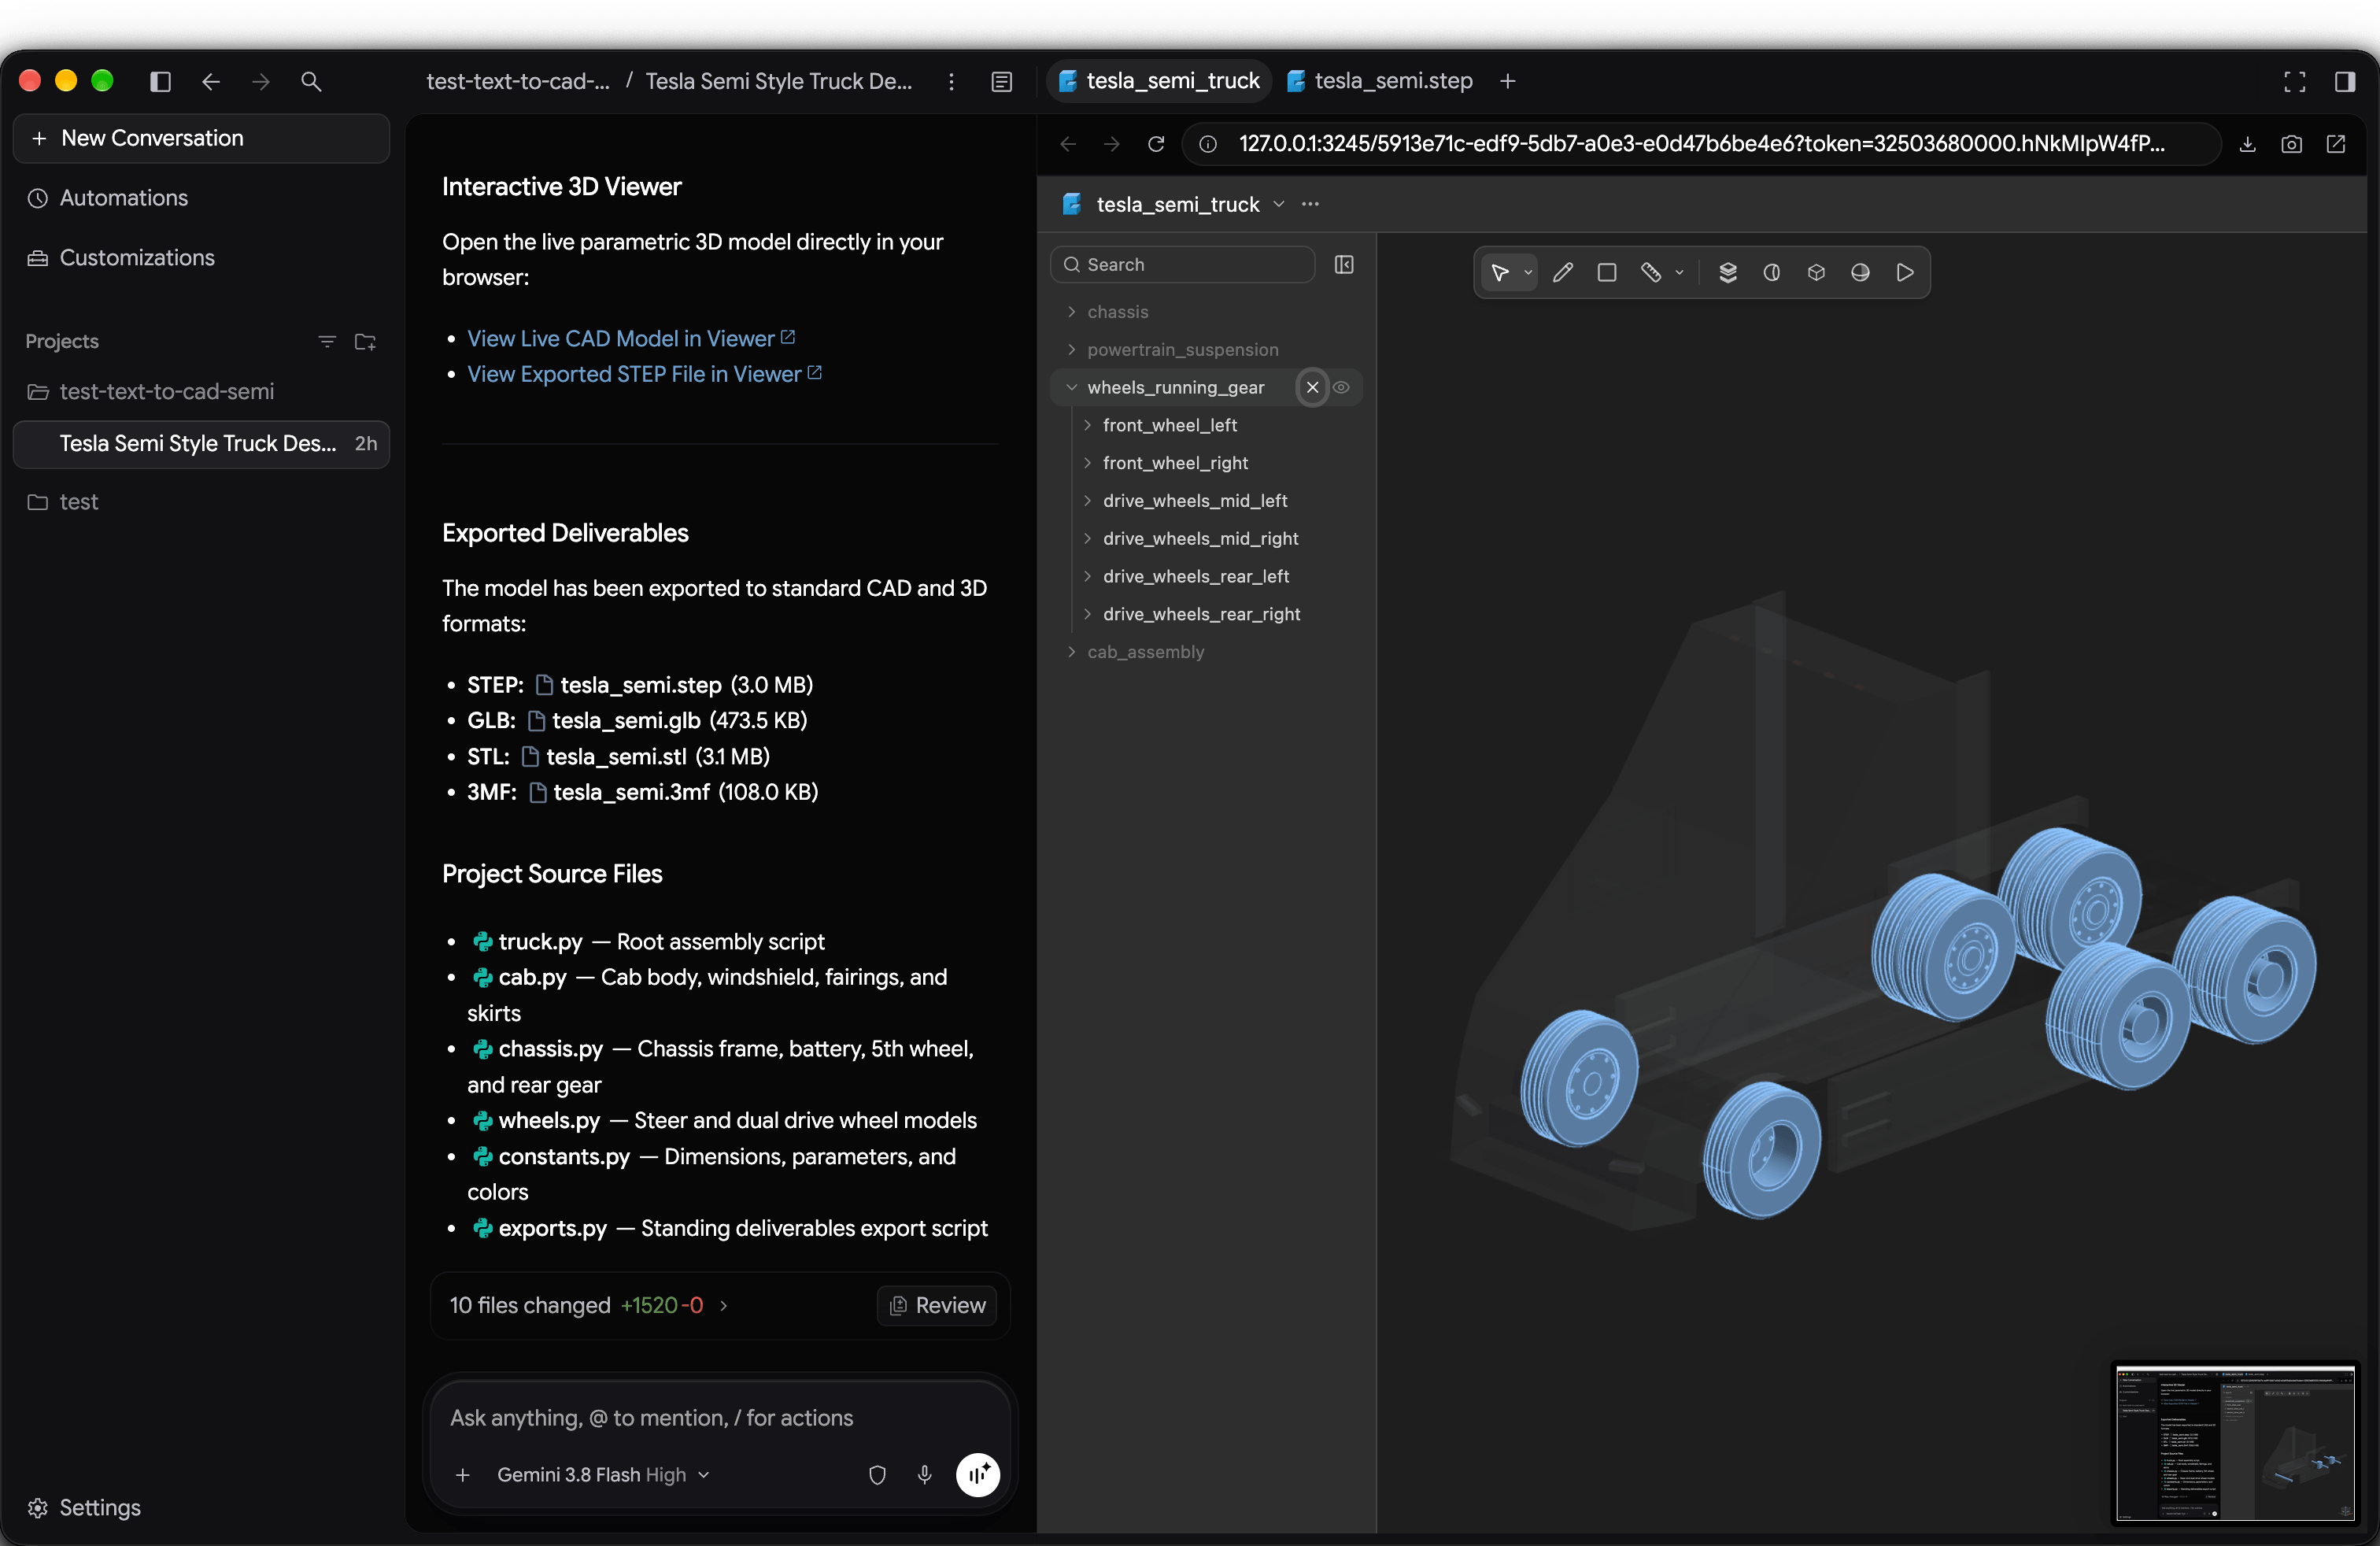 test-text-to-cad-... / Tesla Semi Style Truck De...
tesla_semi_truck
tesla_semi.step
New Conversation
Automations
Customizations
Projects
test-text-to-cad-semi
Tesla Semi Style Truck Des... 2h
test
Settings
Interactive 3D Viewer
Open the live parametric 3D model directly in your
browser:
• View Live CAD Model in Viewer
• View Exported STEP File in Viewer
Exported Deliverables
The model has been exported to standard CAD and 3D
formats:
• STEP: tesla_semi.step (3.0 MB)
• GLB: tesla_semi.glb (473.5 KB)
• STL: tesla_semi.stl (3.1 MB)
• 3MF: tesla_semi.3mf (108.0 KB)
Project Source Files
• truck.py — Root assembly script
• cab.py — Cab body, windshield, fairings, and
skirts
• chassis.py — Chassis frame, battery, 5th wheel,
and rear gear
• wheels.py — Steer and dual drive wheel models
• constants.py — Dimensions, parameters, and
colors
• exports.py — Standing deliverables export script
10 files changed +1520 -0
Review
Ask anything, @ to mention, / for actions
Gemini 3.8 Flash High
127.0.0.1:3245/5913e71c-edf9-5db7-a0e3-e0d47b6be4e6?token=32503680000.hNkMIpW4fP...
tesla_semi_truck
Search
chassis
powertrain_suspension
wheels_running_gear
front_wheel_left
front_wheel_right
drive_wheels_mid_left
drive_wheels_mid_right
drive_wheels_rear_left
drive_wheels_rear_right
cab_assembly